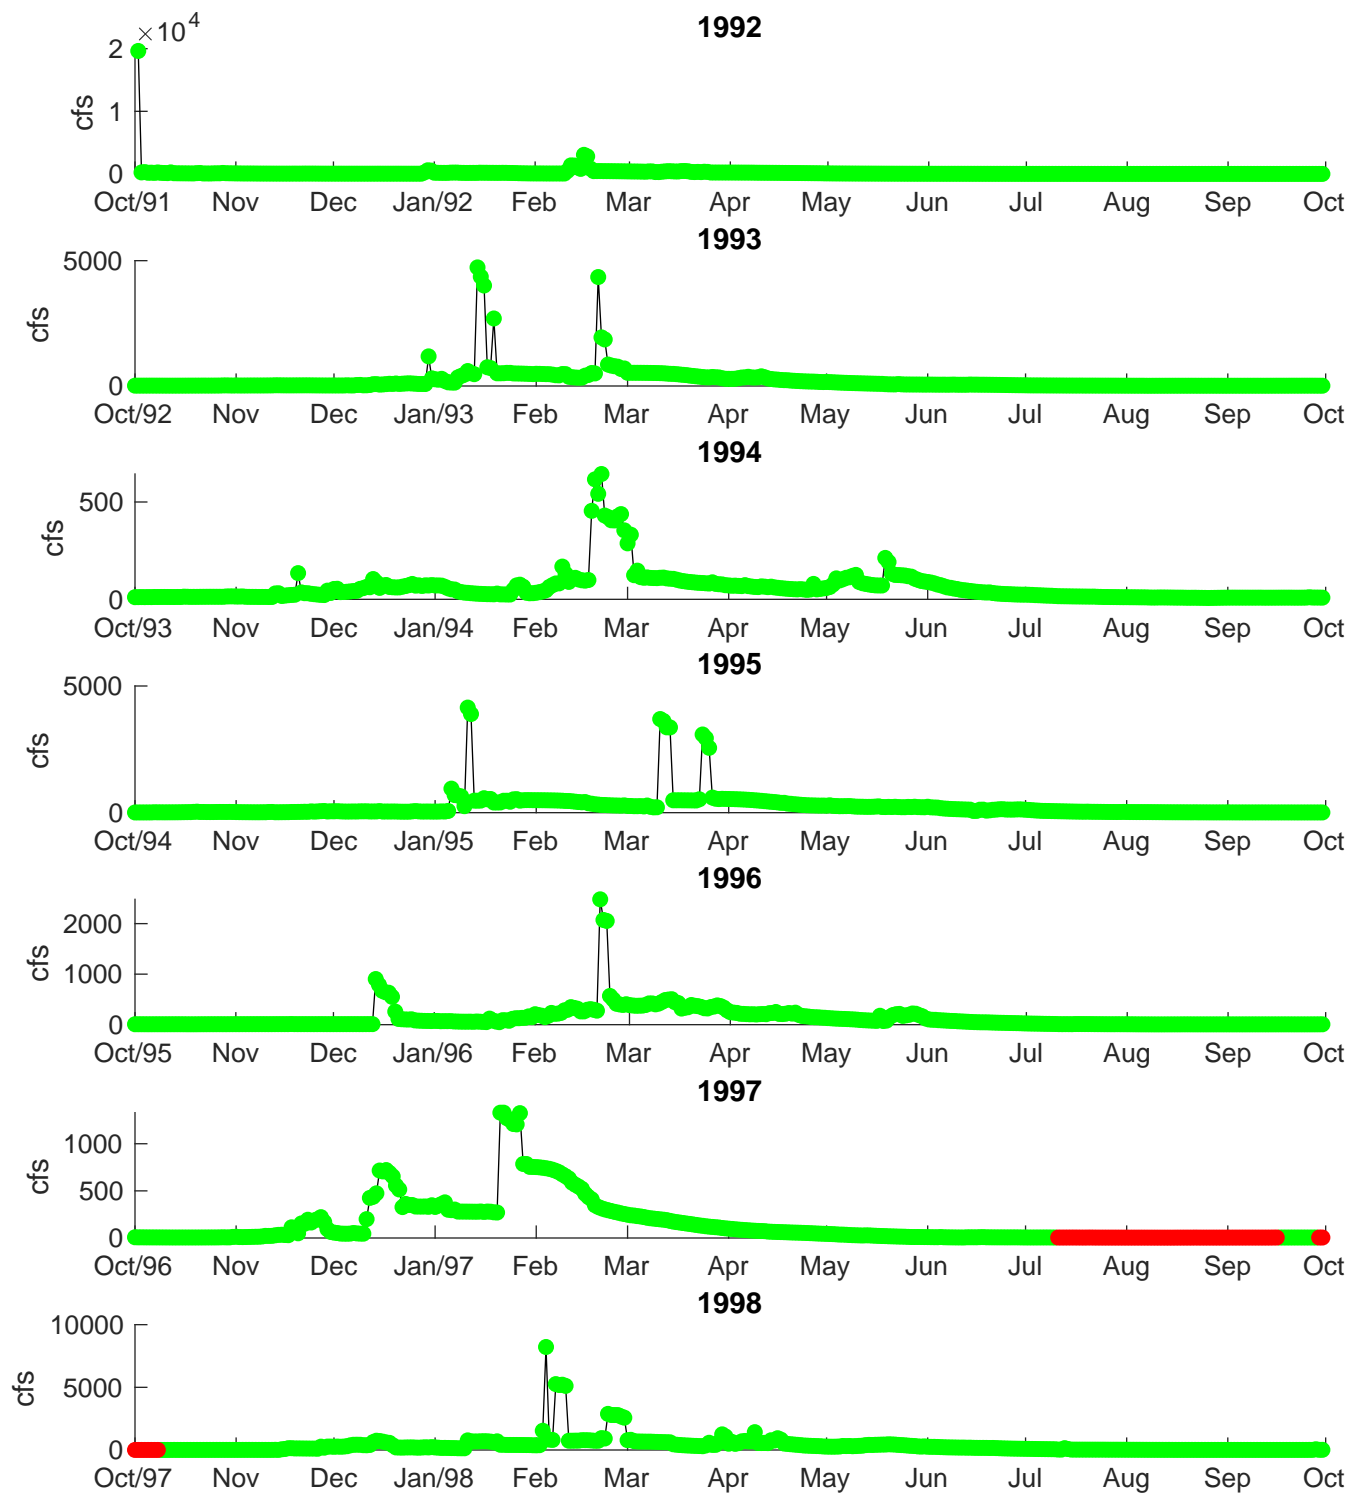 1992
×10⁴
2
1
0
cfs
Oct/91 Nov Dec Jan/92 Feb Mar Apr May Jun Jul Aug Sep Oct
1993
5000
0
cfs
Oct/92 Nov Dec Jan/93 Feb Mar Apr May Jun Jul Aug Sep Oct
1994
500
0
cfs
Oct/93 Nov Dec Jan/94 Feb Mar Apr May Jun Jul Aug Sep Oct
1995
5000
0
cfs
Oct/94 Nov Dec Jan/95 Feb Mar Apr May Jun Jul Aug Sep Oct
1996
2000
1000
0
cfs
Oct/95 Nov Dec Jan/96 Feb Mar Apr May Jun Jul Aug Sep Oct
1997
1000
500
0
cfs
Oct/96 Nov Dec Jan/97 Feb Mar Apr May Jun Jul Aug Sep Oct
1998
10000
5000
0
cfs
Oct/97 Nov Dec Jan/98 Feb Mar Apr May Jun Jul Aug Sep Oct